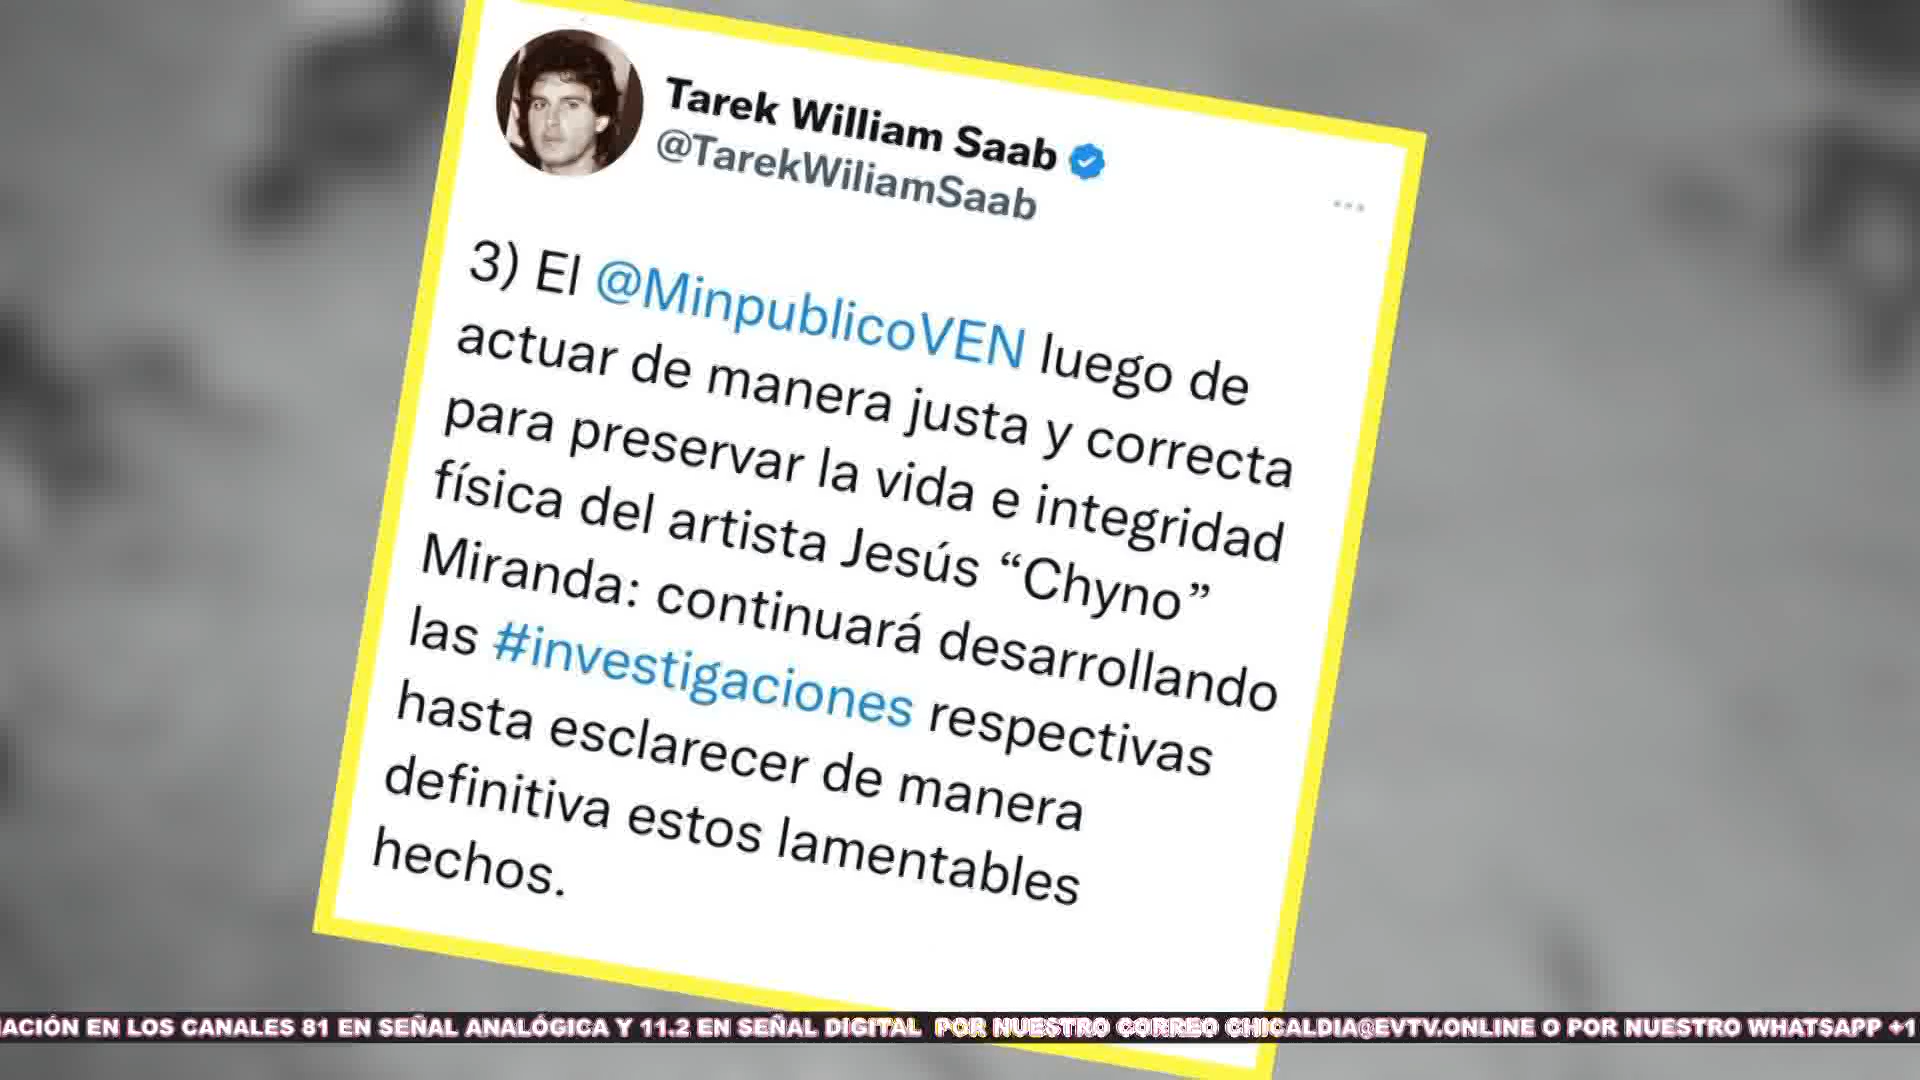 Tarek William Saab
@TarekWiliamSaab
3) El @MinpublicoVEN luego de
actuar de manera justa y correcta
para preservar la vida e integridad
física del artista Jesús “Chyno”
Miranda: continuará desarrollando
las #investigaciones respectivas
hasta esclarecer de manera
definitiva estos lamentables
hechos.
EN LOS CANALES 81 EN SEÑAL ANALÓGICA Y 11.2 EN SEÑAL DIGITAL POR NUESTRO CORREO CHICALDIA@EVTV.ONLINE O POR NUESTRO WHATSAPP +1